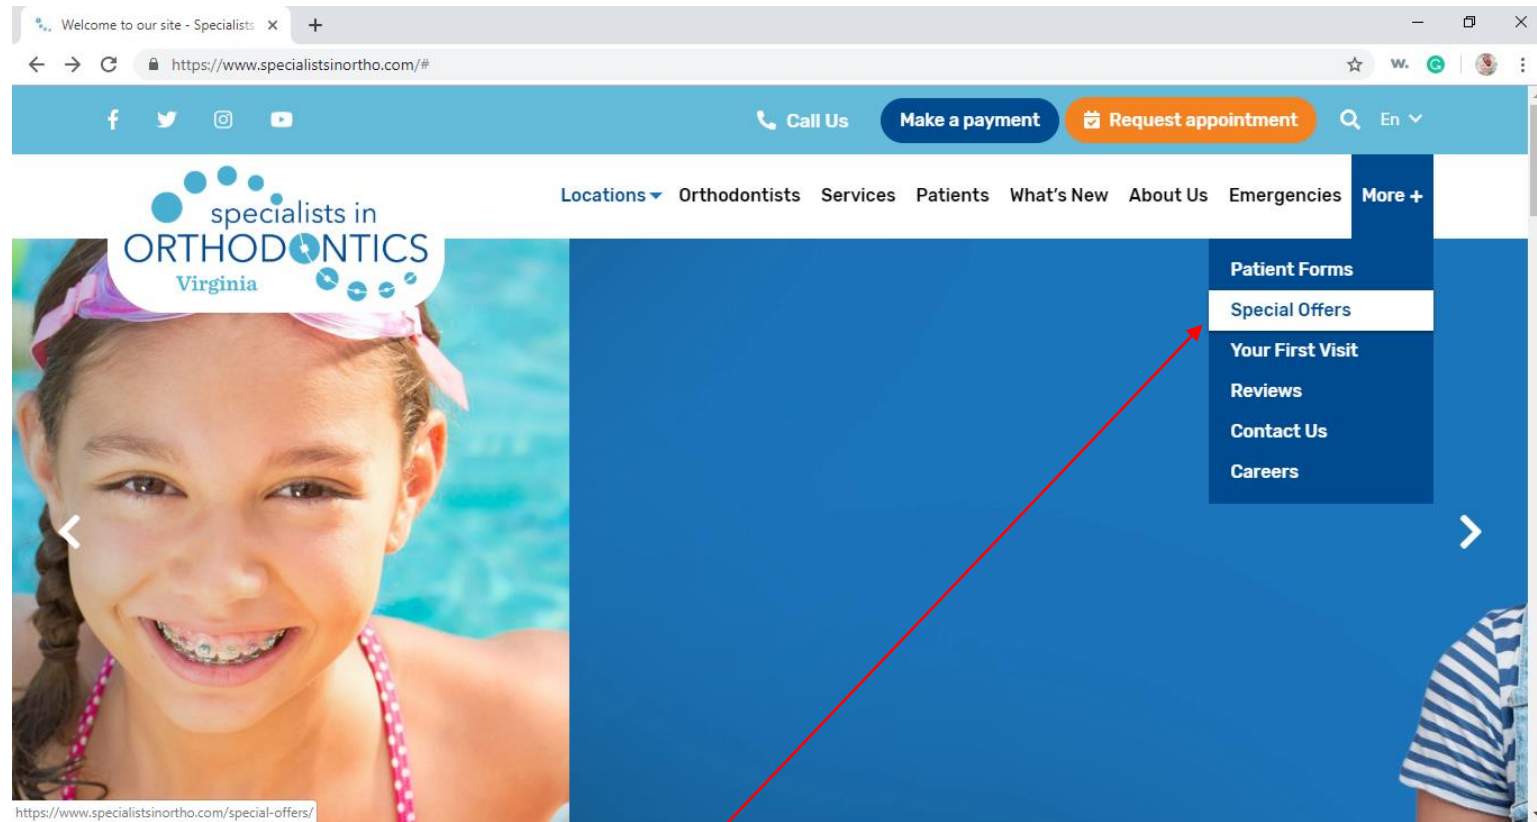 Welcome to our site - Specialists
https://www.specialistsinortho.com/#
w.
Call Us
Make a payment
Request appointment
En
specialists in
ORTHODONTICS
Virginia
Locations Orthodontists Services Patients What's New About Us Emergencies More +
Patient Forms
Special Offers
Your First Visit
Reviews
Contact Us
Careers
https://www.specialistsinortho.com/special-offers/